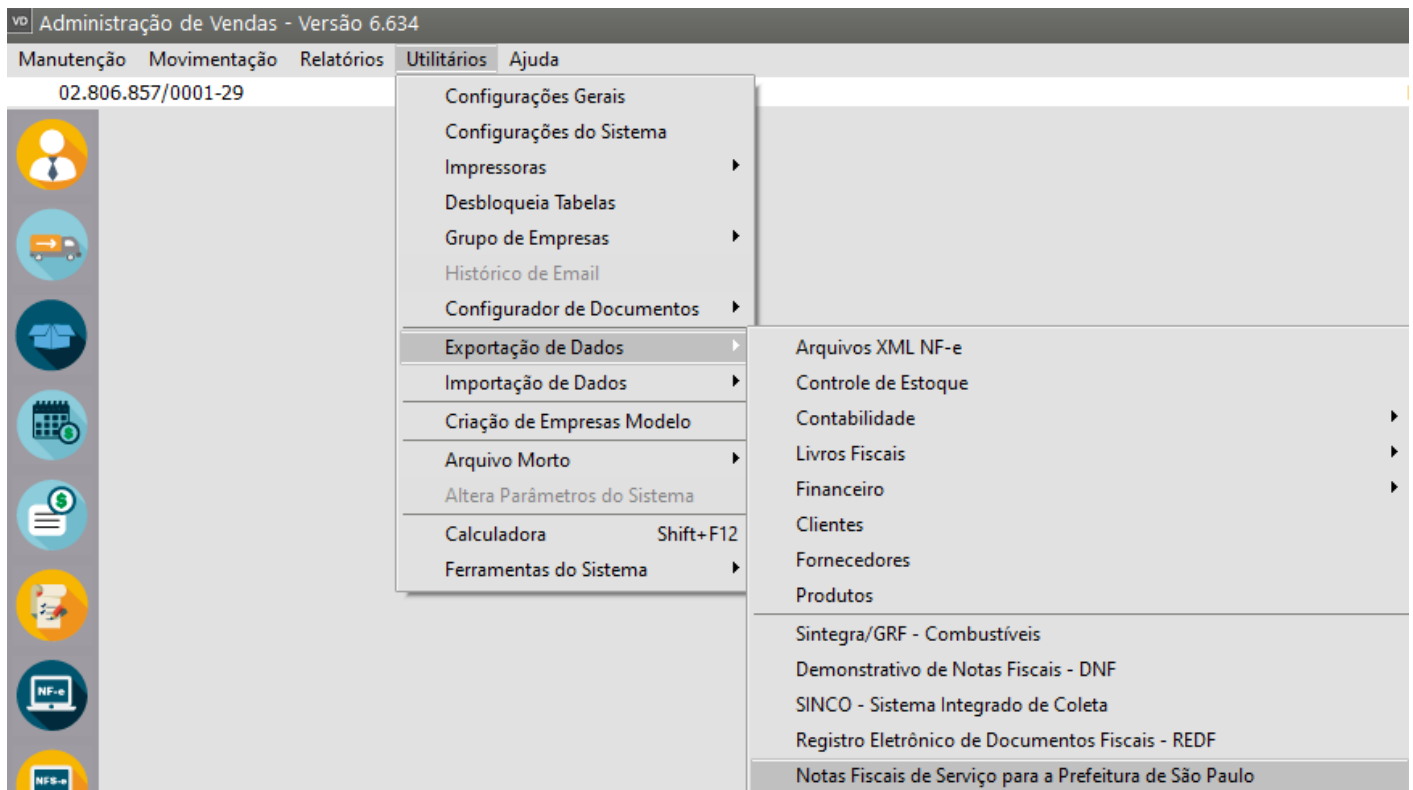 VD Administração de Vendas - Versão 6.634
Manutenção Movimentação Relatórios Utilitários Ajuda
02.806.857/0001-29
Configurações Gerais
Configurações do Sistema
Impressoras
Desbloqueia Tabelas
Grupo de Empresas
Histórico de Email
Configurador de Documentos
Exportação de Dados
Importação de Dados
Criação de Empresas Modelo
Arquivo Morto
Altera Parâmetros do Sistema
Calculadora Shift+F12
Ferramentas do Sistema
Arquivos XML NF-e
Controle de Estoque
Contabilidade
Livros Fiscais
Financeiro
Clientes
Fornecedores
Produtos
Sintegra/GRF - Combustíveis
Demonstrativo de Notas Fiscais - DNF
SINCO - Sistema Integrado de Coleta
Registro Eletrônico de Documentos Fiscais - REDF
Notas Fiscais de Serviço para a Prefeitura de São Paulo
$
$
NF-e
NFS-e